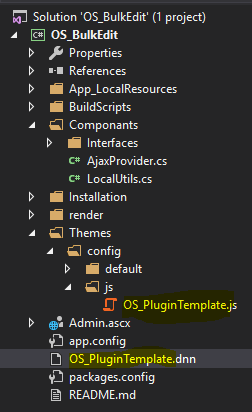 Solution 'OS_BulkEdit' (1 project)
OS_BulkEdit
Properties
References
App_LocalResources
BuildScripts
Componants
Interfaces
AjaxProvider.cs
LocalUtils.cs
Installation
render
Themes
config
default
js
OS_PluginTemplate.js
Admin.ascx
app.config
OS_PluginTemplate.dnn
packages.config
README.md